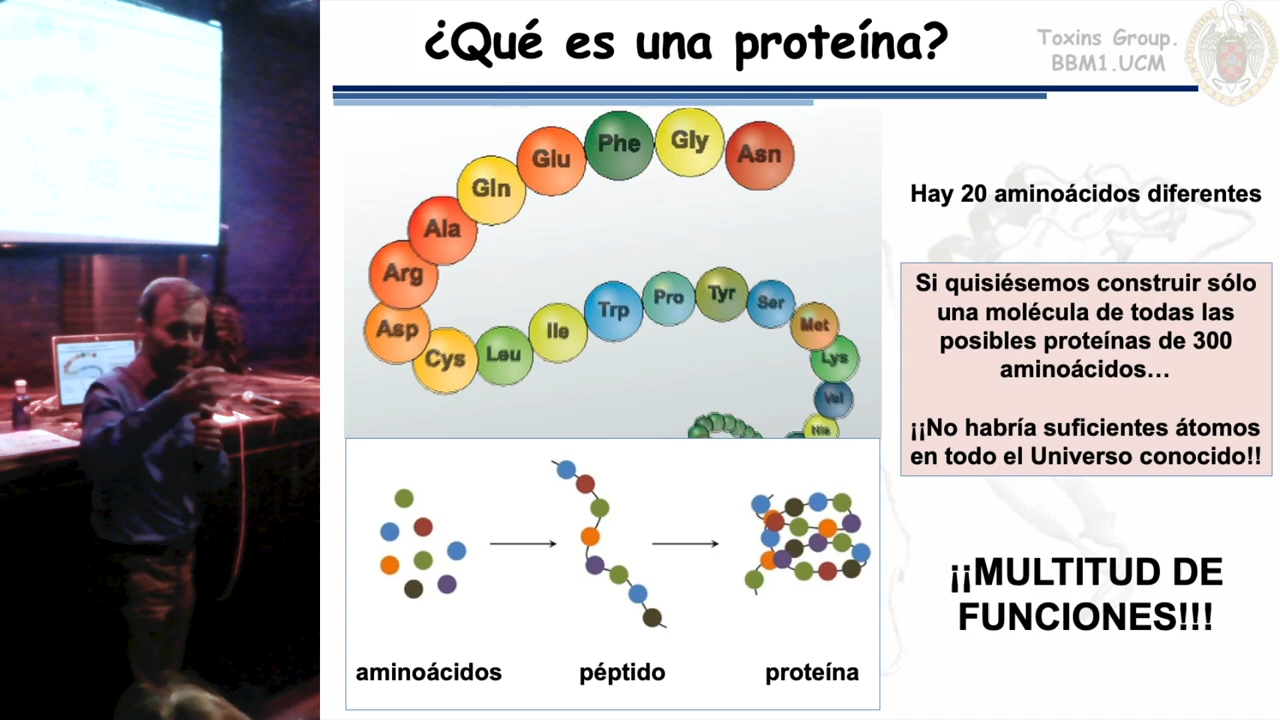 ¿Qué es una proteína?
Toxins Group.
BBM1.UCM
Glu
Phe
Gly
Asn
Gln
Ala
Arg
Asp
Cys
Leu
Ile
Trp
Pro
Tyr
Ser
Met
Lys
Val
His
Hay 20 aminoácidos diferentes
Si quisiésemos construir sólo
una molécula de todas las
posibles proteínas de 300
aminoácidos…
¡¡No habría suficientes átomos
en todo el Universo conocido!!
¡¡MULTITUD DE
FUNCIONES!!!
aminoácidos
péptido
proteína